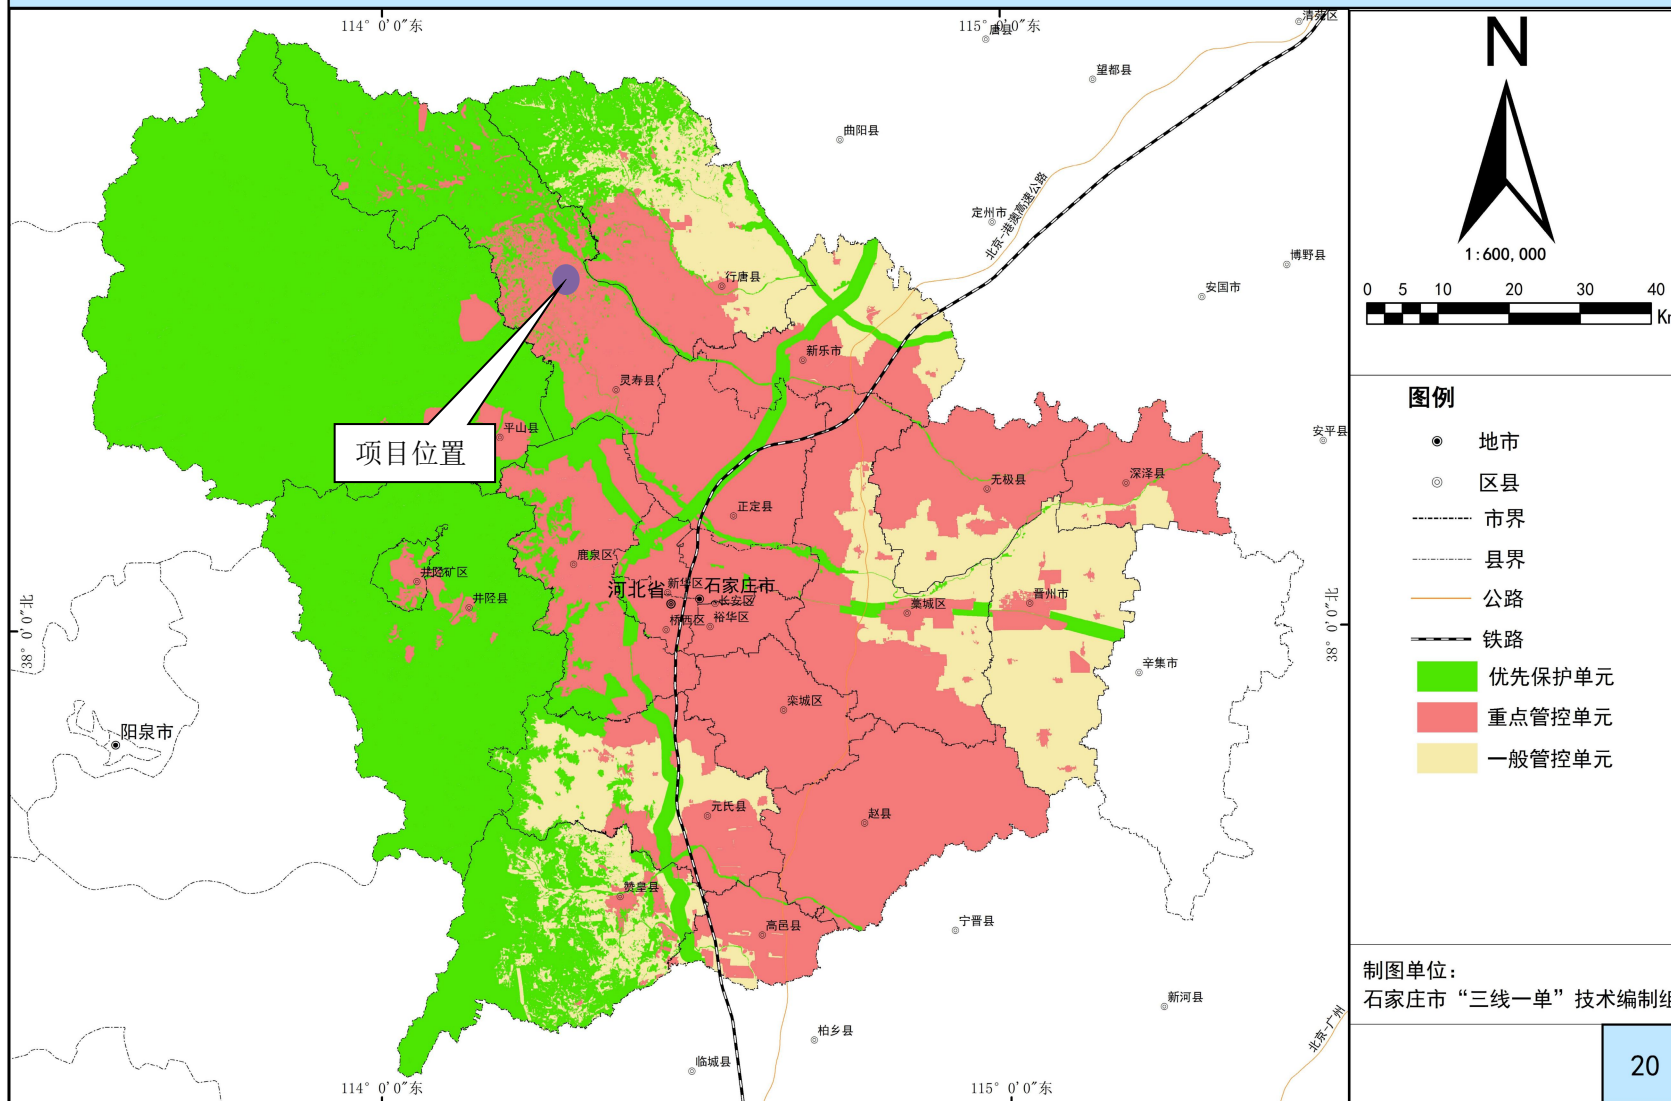 114° 0′0″东
115° 0′0″东
清苑区
唐县
望都县
曲阳县
定州市
北京-港澳高速公路
博野县
安国市
行唐县
新乐市
灵寿县
平山县
项目位置
安平县
无极县
深泽县
正定县
鹿泉区
井陉矿区
井陉县
新华区
河北省
石家庄市
长安区
桥西区
裕华区
藁城区
晋州市
38° 0′0″北
38° 0′0″北
辛集市
栾城区
阳泉市
元氏县
赵县
赞皇县
高邑县
宁晋县
新河县
柏乡县
临城县
北京-广州
114° 0′0″东
115° 0′0″东
N
1:600,000
0 5 10 20 30 40
图例
地市
区县
市界
县界
公路
铁路
优先保护单元
重点管控单元
一般管控单元
制图单位：
石家庄市“三线一单”技术编制组
20